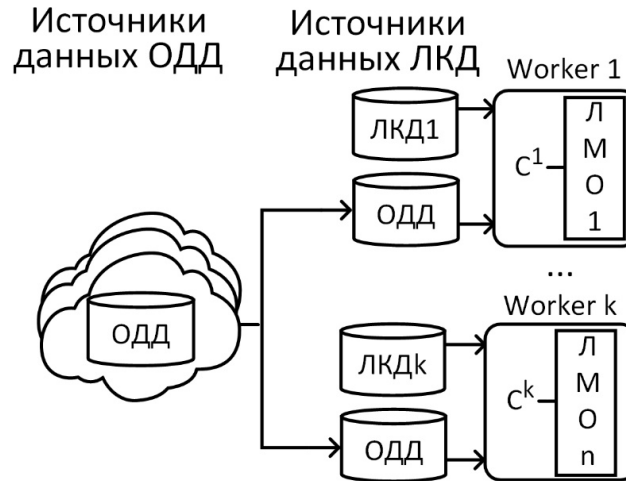 Источники
данных ОДД
Источники
данных ЛКД
Worker 1
ЛКД1
ОДД
C¹
Л
М
О
1
...
ОДД
Worker k
ЛКДk
ОДД
Cᵏ
Л
М
О
n